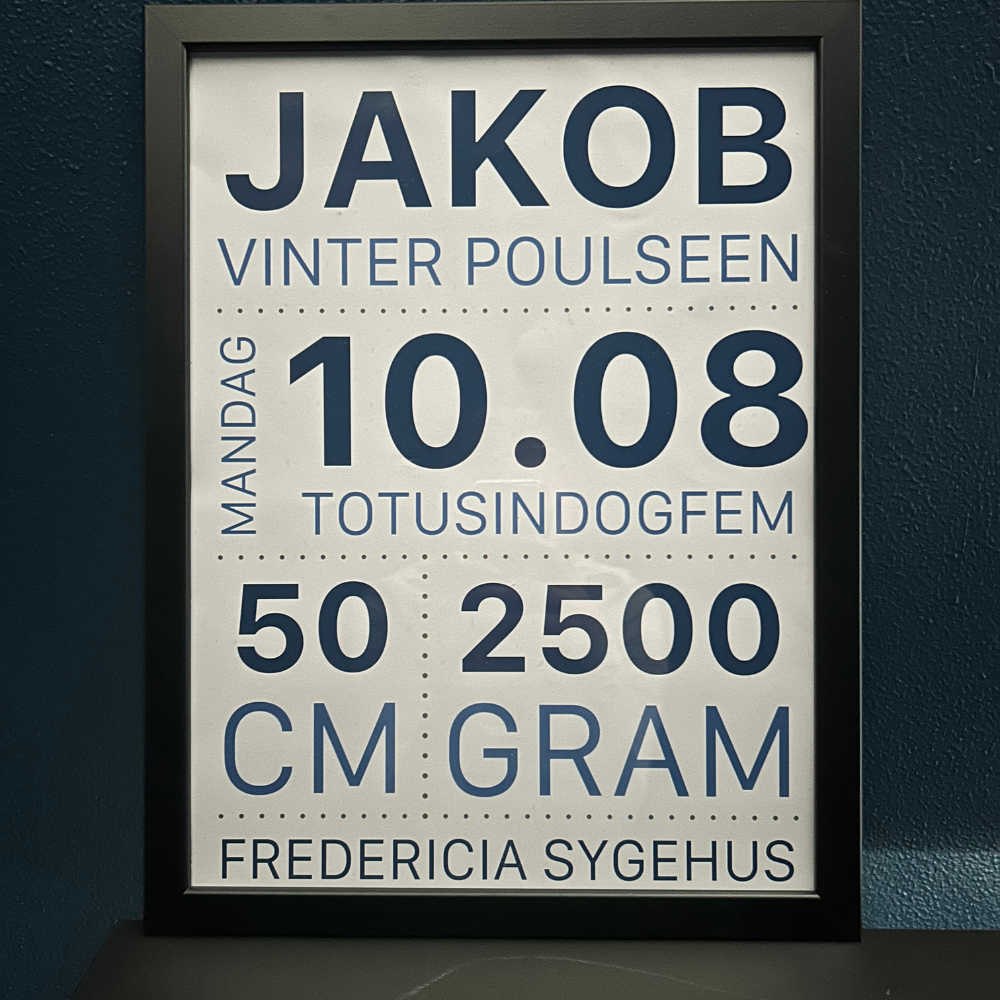 JAKOB
VINTER POULSEEN
MANDAG
10.08
TOTUSINDOGFEM
50
CM
2500
GRAM
FREDERICIA SYGEHUS